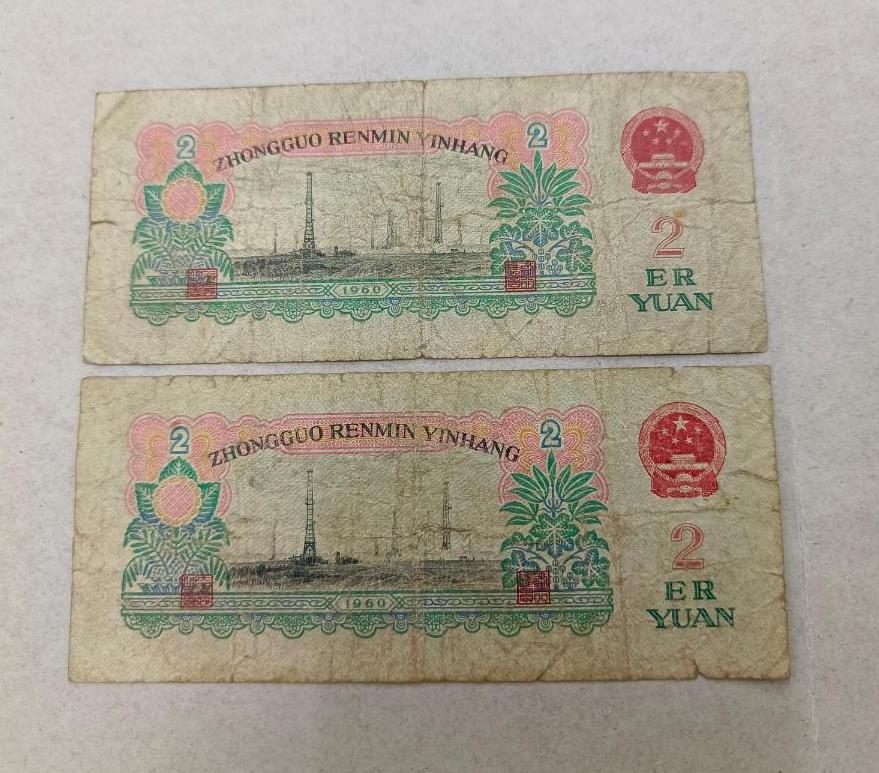 2 ZHONGGUO RENMIN YINHANG 2
2
ER
YUAN
1960
2 ZHONGGUO RENMIN YINHANG 2
2
ER
YUAN
1960